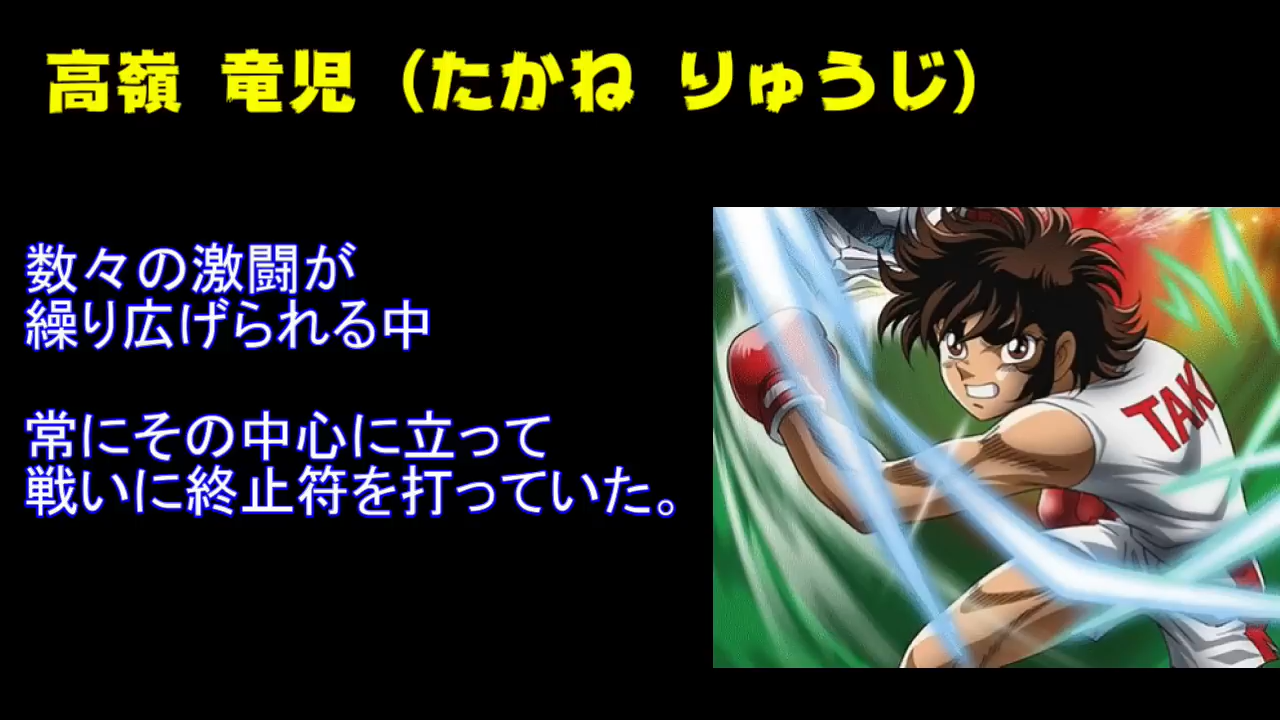 高嶺 竜児（たかね りゅうじ）
数々の激闘が
繰り広げられる中
常にその中心に立って
戦いに終止符を打っていた。
TAK